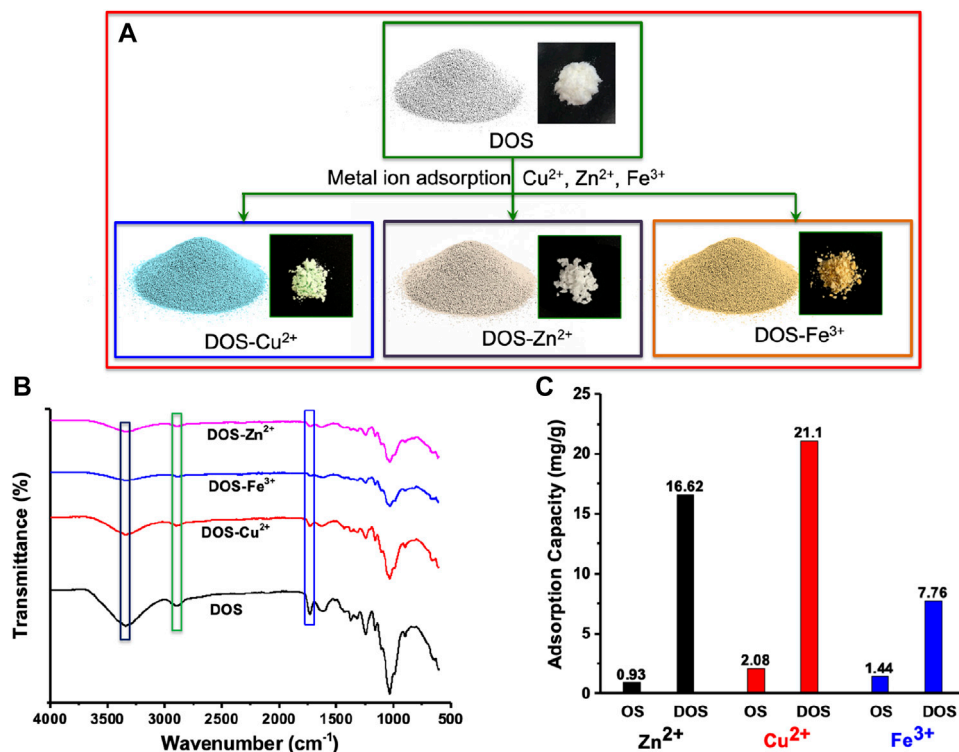 A
DOS
Metal ion adsorption Cu²⁺, Zn²⁺, Fe³⁺
DOS-Cu²⁺
DOS-Zn²⁺
DOS-Fe³⁺
B
DOS-Zn²⁺
DOS-Fe³⁺
DOS-Cu²⁺
DOS
Transmittance (%)
4000 3500 3000 2500 2000 1500 1000 500
Wavenumber (cm⁻¹)
C
Adsorption Capacity (mg/g)
25
20
15
10
5
0
0.93
16.62
2.08
21.1
1.44
7.76
OS DOS OS DOS OS DOS
Zn²⁺ Cu²⁺ Fe³⁺